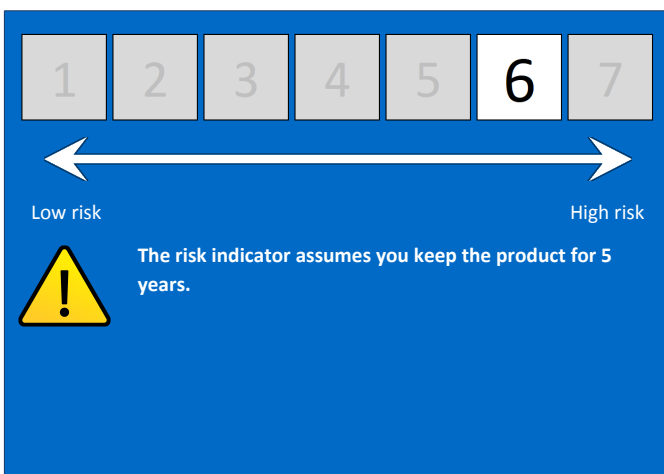 1 2 3 4 5 6 7
Low risk High risk
!
The risk indicator assumes you keep the product for 5
years.